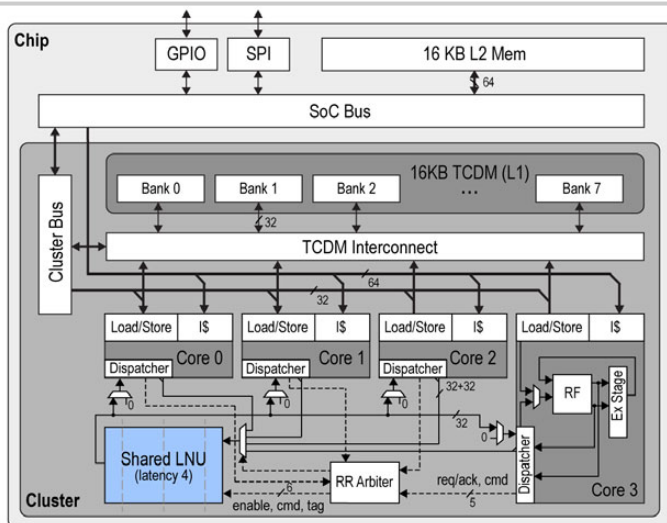 Chip
GPIO
SPI
16 KB L2 Mem
64
SoC Bus
16KB TCDM (L1)
Bank 0
Bank 1
Bank 2
...
Bank 7
32
Cluster Bus
TCDM Interconnect
64
32
Load/Store
I$
Load/Store
I$
Load/Store
I$
Load/Store
I$
Core 0
Core 1
Core 2
Dispatcher
Dispatcher
Dispatcher
RF
Ex Stage
32+32
0
0
0
32
0
Shared LNU
(latency 4)
RR Arbiter
Dispatcher
req/ack, cmd
6
5
enable, cmd, tag
Core 3
Cluster